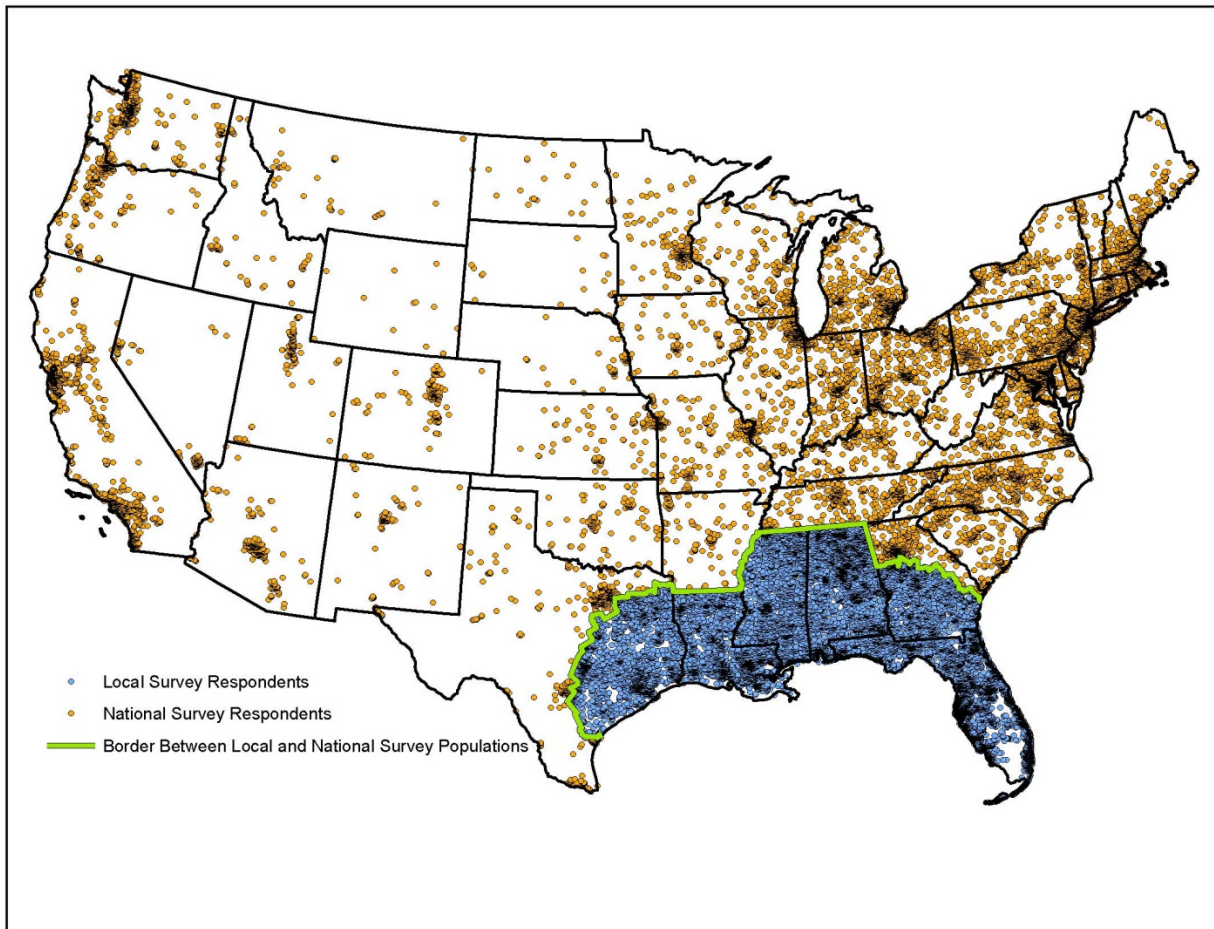 Local Survey Respondents
National Survey Respondents
Border Between Local and National Survey Populations